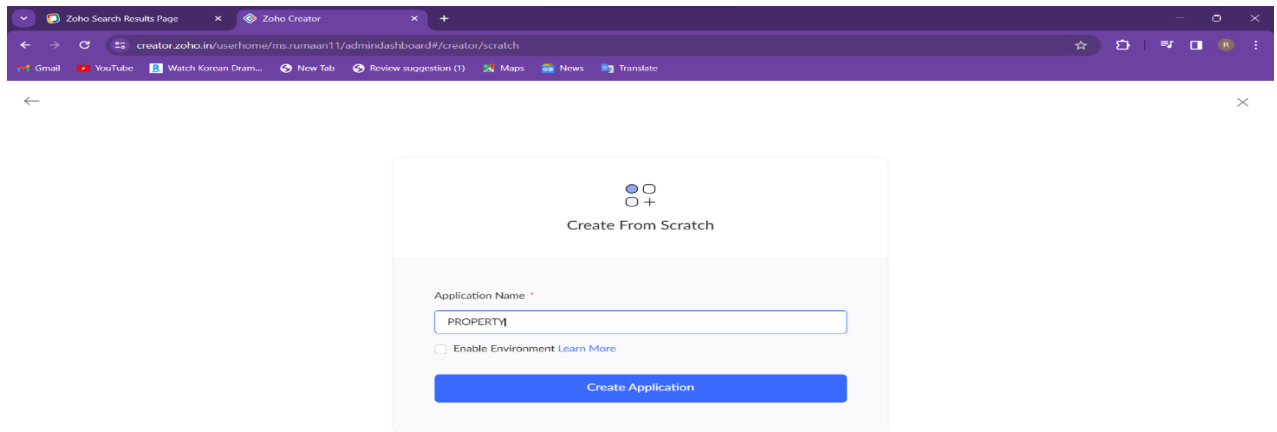 Zoho Search Results Page
Zoho Creator
creator.zoho.in/userhome/ms.rumaan11/admindashboard#/creator/scratch
R
Gmail YouTube Watch Korean Dram... New Tab Review suggestion (1) Maps News Translate
Create From Scratch
Application Name *
PROPERTY
Enable Environment Learn More
Create Application